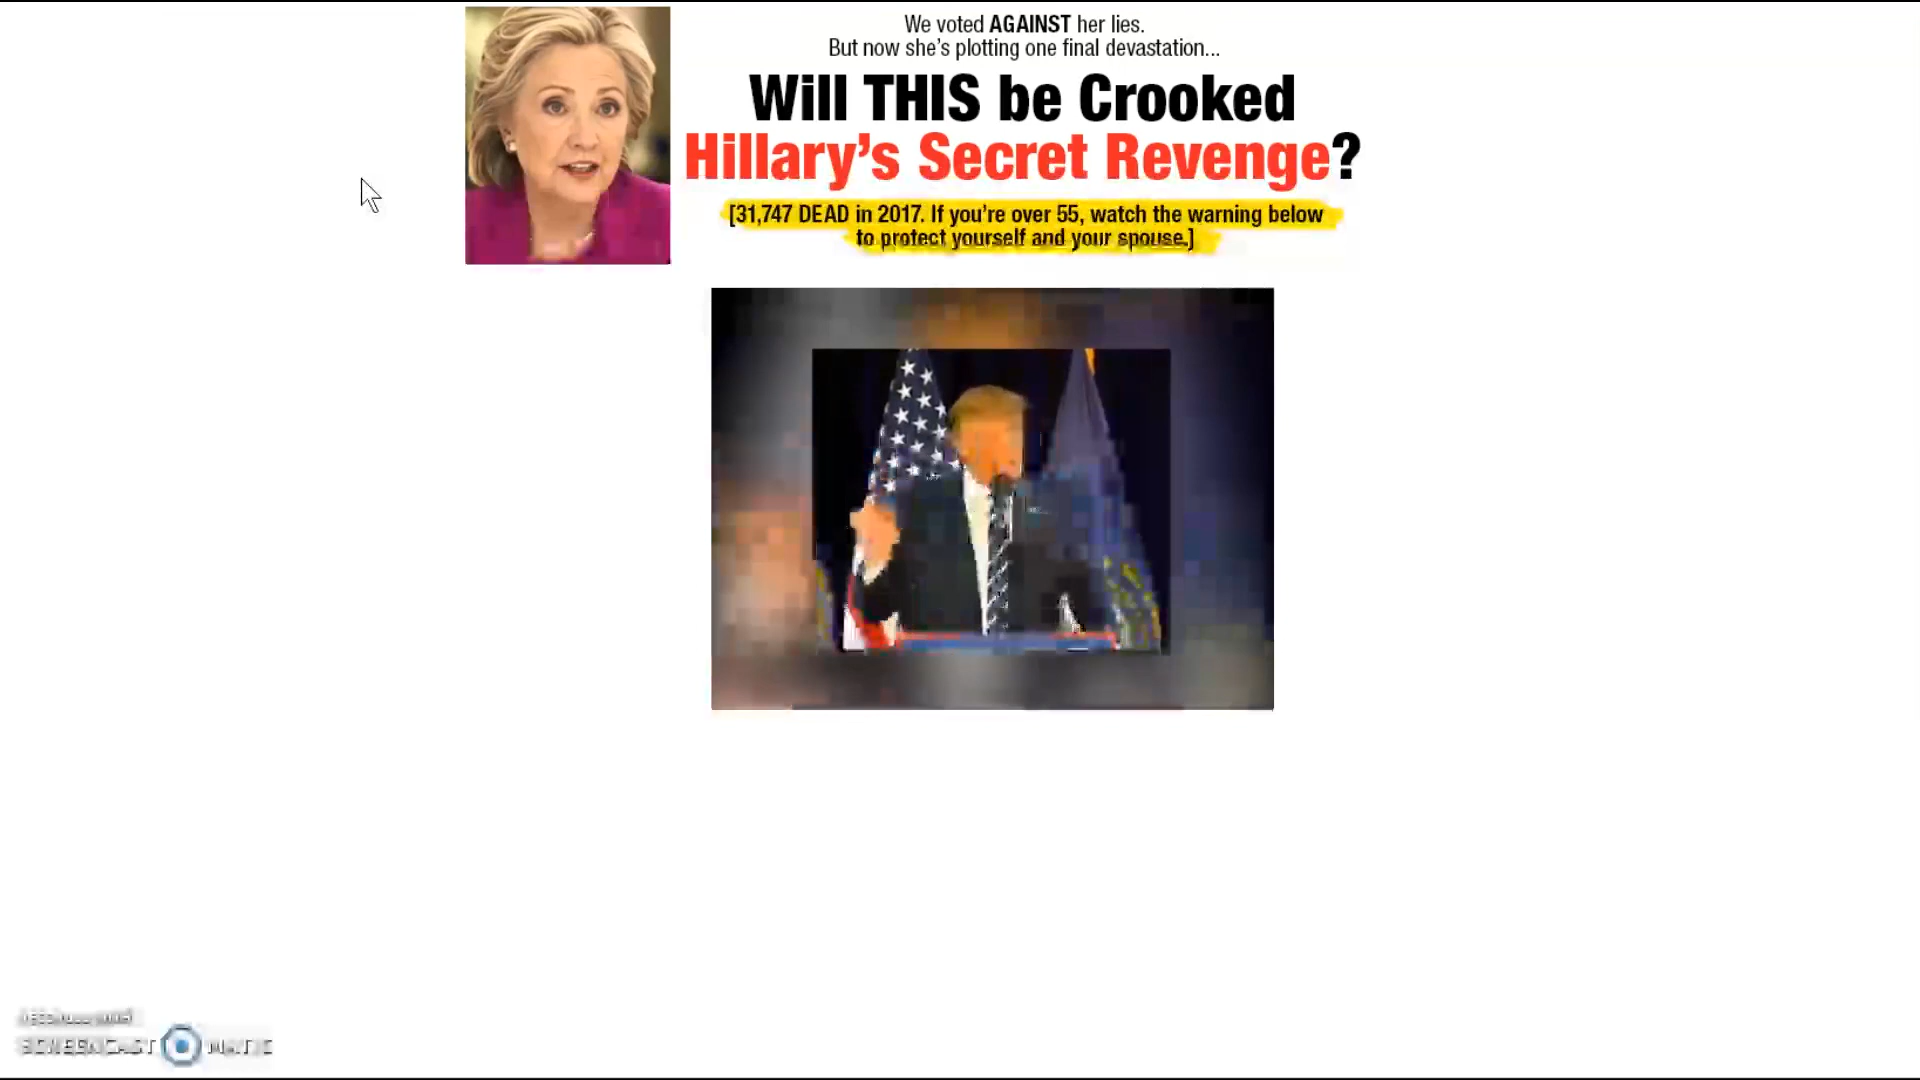 We voted AGAINST her lies.
But now she's plotting one final devastation...
Will THIS be Crooked
Hillary's Secret Revenge?
[31,747 DEAD in 2017. If you're over 55, watch the warning below
to protect yourself and your spouse.]
SCREENCAST MATIC